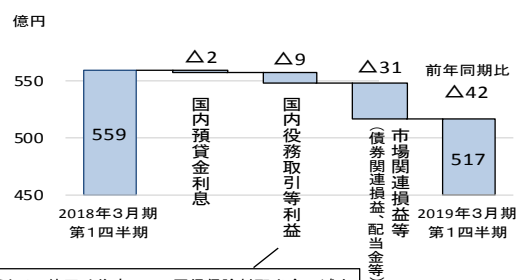 億円
△2
△9
△31
前年同期比
△42
550
500
450
559
国内預貸金利息
国内役務取引等利益
市場関連損益等
(債券関連損益、配当金等)
517
2018年3月期
第1四半期
2019年3月期
第1四半期